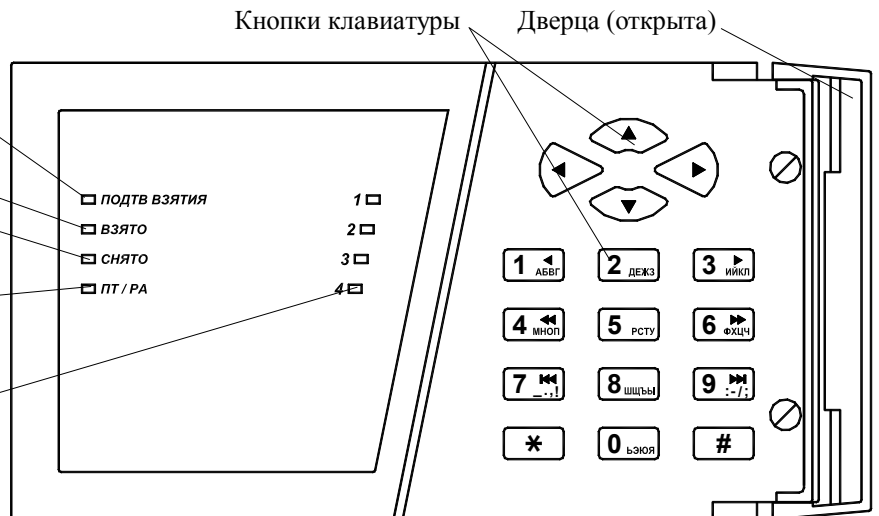 Кнопки клавиатуры Дверца (открыта)
ПОДТВ ВЗЯТИЯ 1
ВЗЯТО 2
СНЯТО 3
ПТ / РА 4
1 АБВГ 2 ДЕЖЗ 3 ИЙКЛ
4 МНОП 5 РСТУ 6 ФХЦЧ
7 _.,! 8 ШЩЪЫ 9 :-/;
* 0 ЬЭЮЯ #